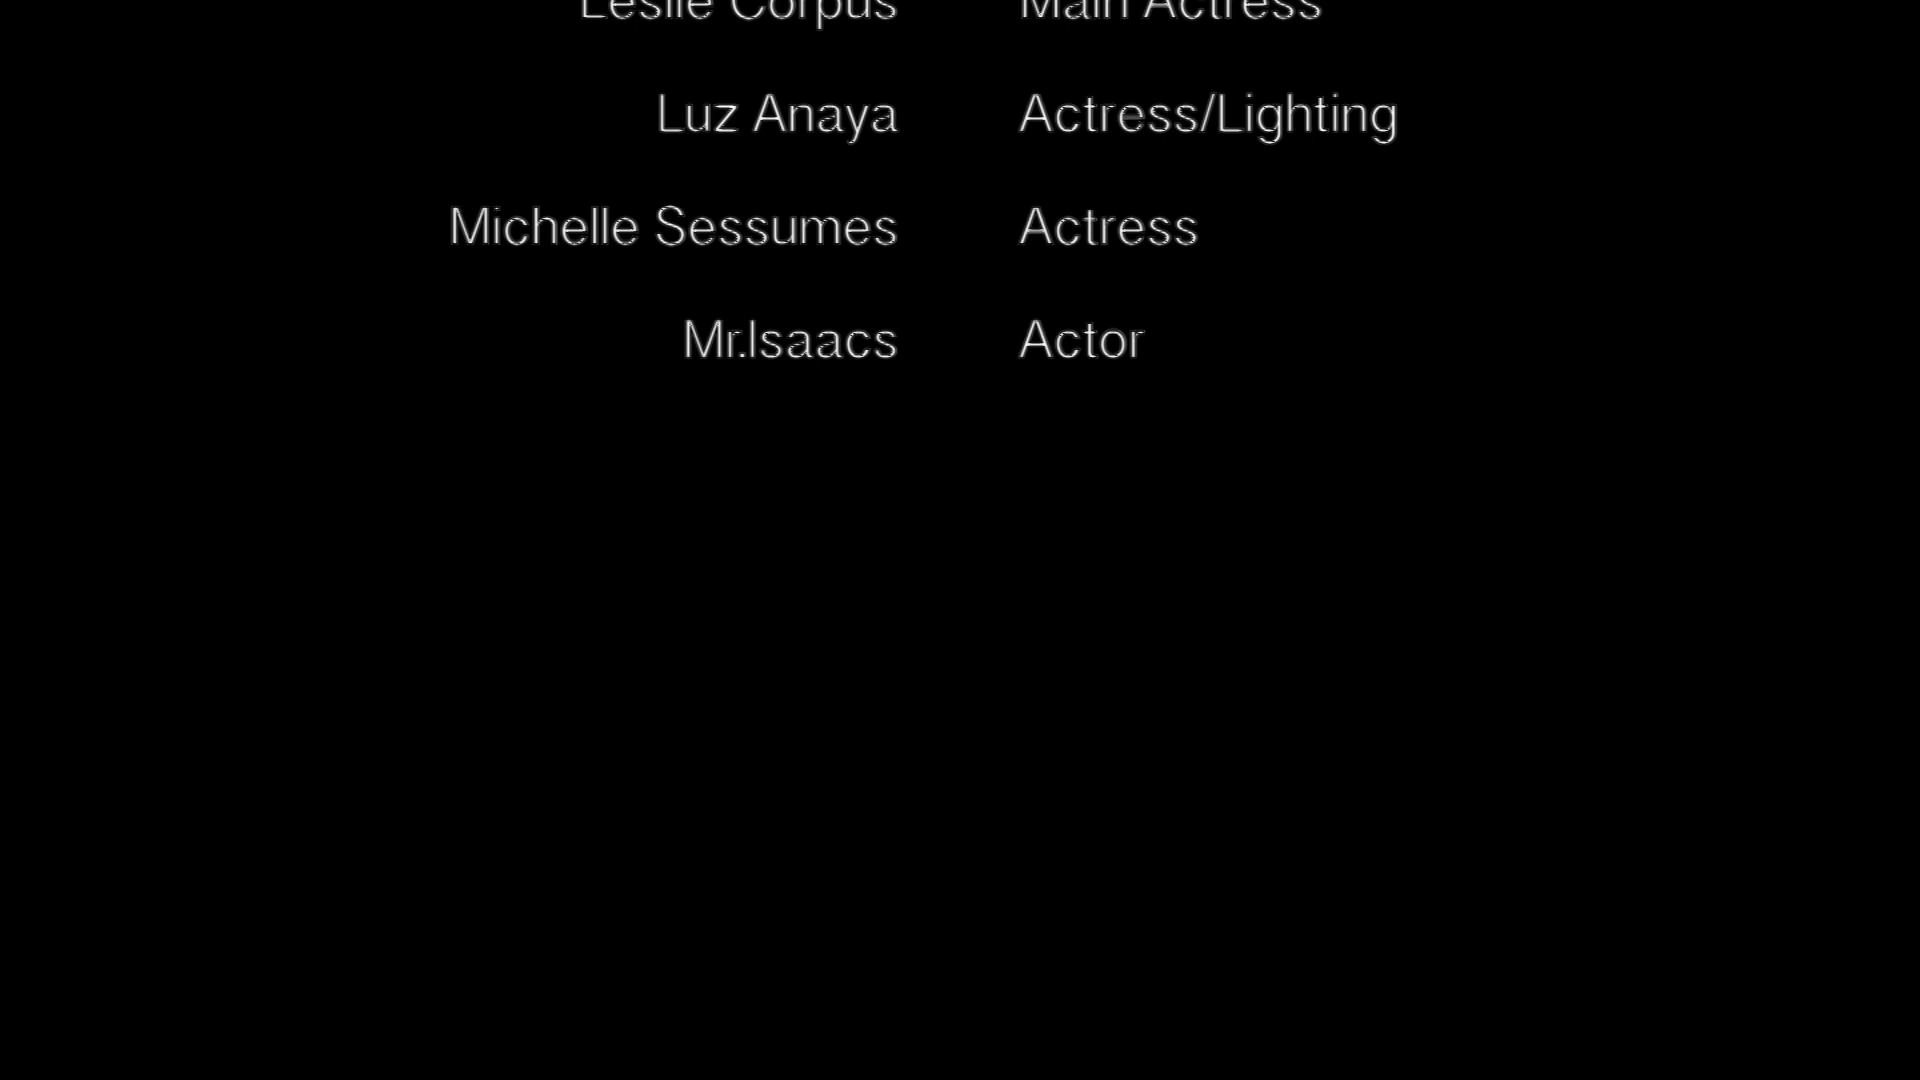 Leslie Corpus Main Actress
Luz Anaya Actress/Lighting
Michelle Sessumes Actress
Mr.Isaacs Actor